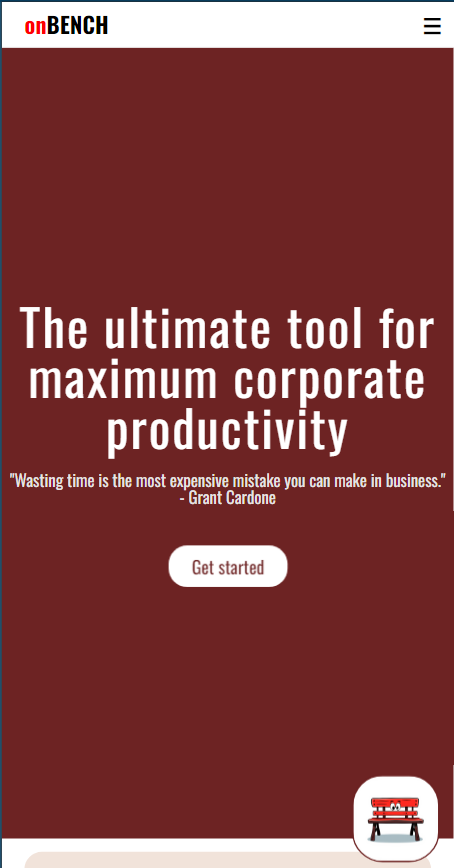 onBENCH
The ultimate tool for
maximum corporate
productivity
"Wasting time is the most expensive mistake you can make in business."
- Grant Cardone
Get started